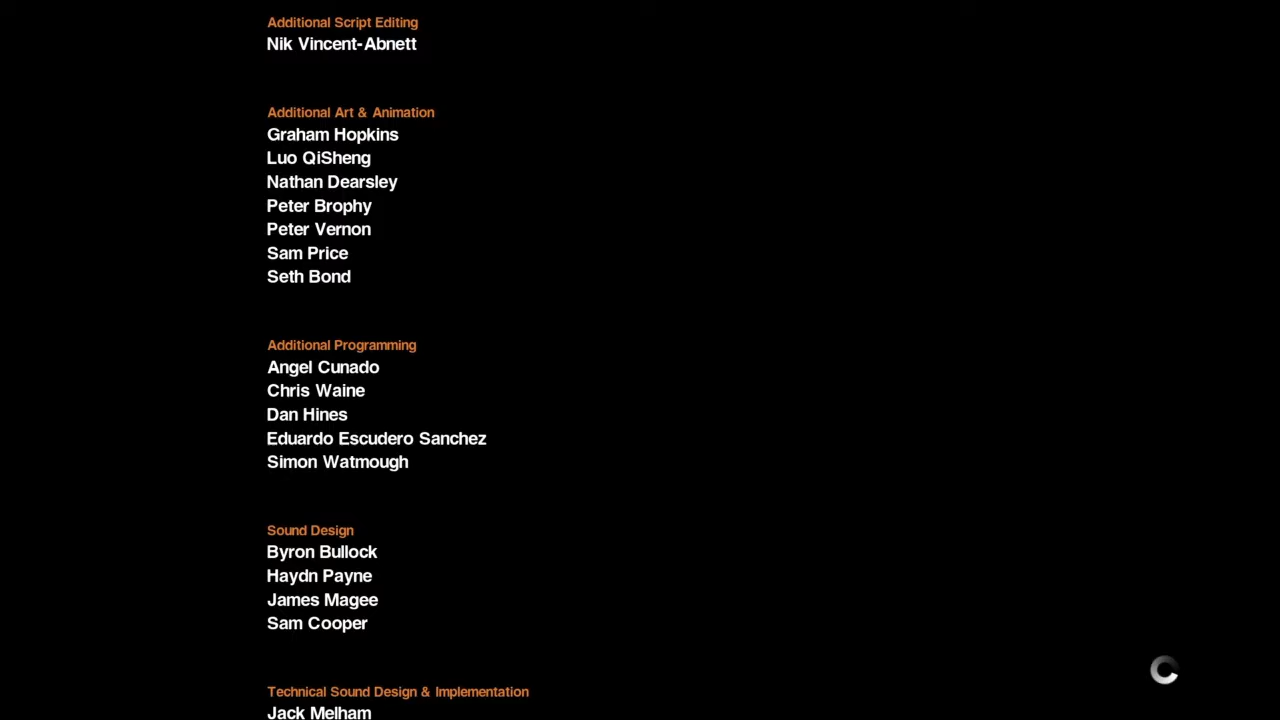 Additional Script Editing
Nik Vincent-Abnett
Additional Art & Animation
Graham Hopkins
Luo QiSheng
Nathan Dearsley
Peter Brophy
Peter Vernon
Sam Price
Seth Bond
Additional Programming
Angel Cunado
Chris Waine
Dan Hines
Eduardo Escudero Sanchez
Simon Watmough
Sound Design
Byron Bullock
Haydn Payne
James Magee
Sam Cooper
Technical Sound Design & Implementation
Jack Melham